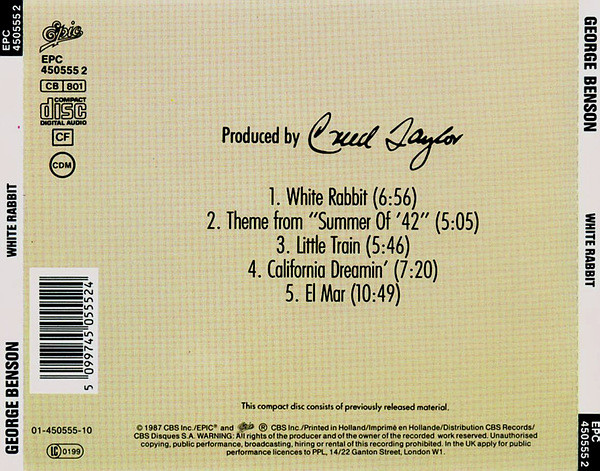 EPC
450555 2
WHITE RABBIT
GEORGE BENSON
Epic
EPC
450555 2
CB 801
COMPACT
disc
DIGITAL AUDIO
CF
CDM
Produced by Creed Taylor
1. White Rabbit (6:56)
2. Theme from “Summer Of ’42” (5:05)
3. Little Train (5:46)
4. California Dreamin’ (7:20)
5. El Mar (10:49)
5 099745 055524
01-450555-10
LC 0199
This compact disc consists of previously released material.
© 1987 CBS Inc./EPIC® and Epic ® CBS Inc./Printed in Holland/Imprimé en Hollande/Distribution CBS Records/
CBS Disques S.A. WARNING: All rights of the producer and of the owner of the recorded work reserved. Unauthorised
copying, public performance, broadcasting, hiring or rental of this recording prohibited. In the UK apply for public
performance licences to PPL, 14/22 Ganton Street, London W1.
GEORGE BENSON
WHITE RABBIT
EPC
450555 2